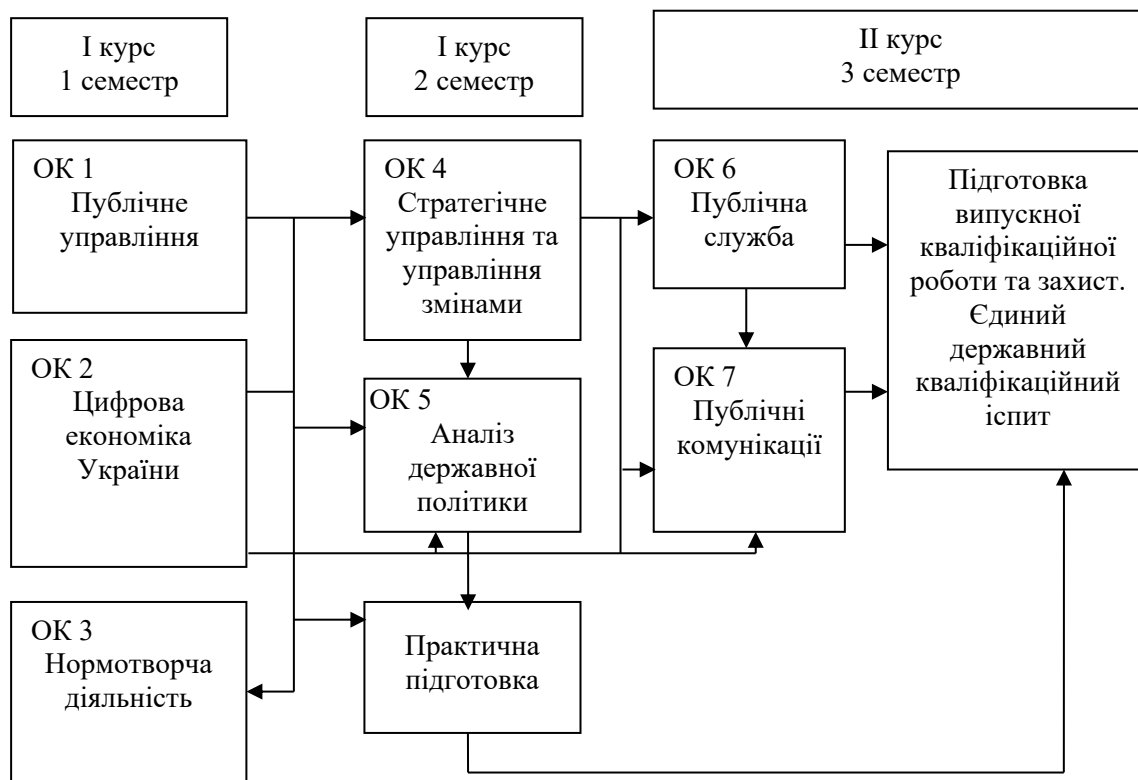 І курс
1 семестр
І курс
2 семестр
ІІ курс
3 семестр
ОК 1
Публічне
управління
ОК 2
Цифрова
економіка
України
ОК 3
Нормотворча
діяльність
ОК 4
Стратегічне
управління та
управління
змінами
ОК 5
Аналіз
державної
політики
Практична
підготовка
ОК 6
Публічна
служба
ОК 7
Публічні
комунікації
Підготовка
випускної
кваліфікаційної
роботи та захист.
Єдиний
державний
кваліфікаційний
іспит